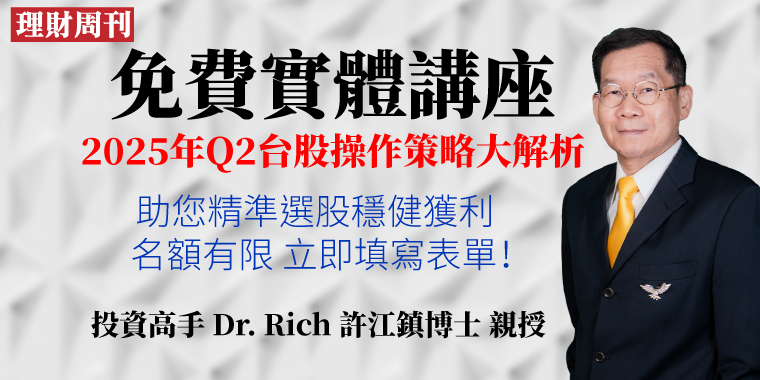 理財周刊
免費實體講座
2025年Q2台股操作策略大解析
助您精準選股穩健獲利
名額有限 立即填寫表單！
投資高手 Dr. Rich 許江鎮博士 親授